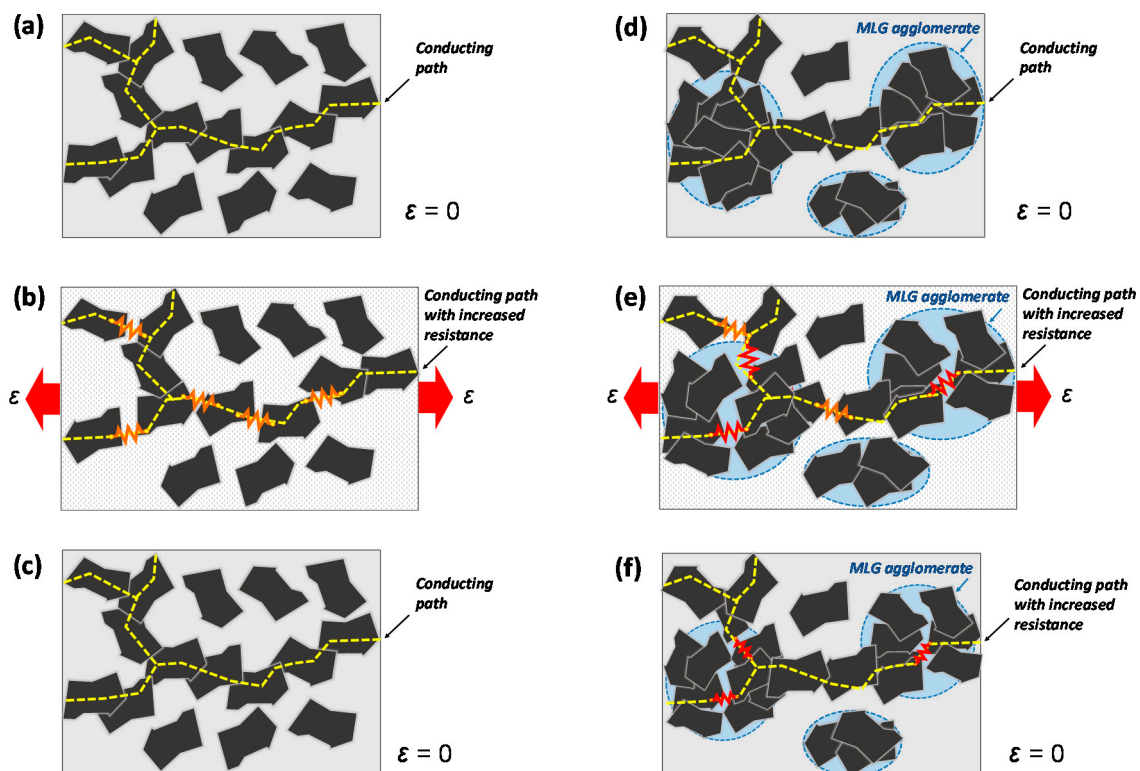 (a)
Conducting
path
ε = 0
(d)
MLG agglomerate
Conducting
path
ε = 0
(b)
Conducting path
with increased
resistance
ε
ε
(e)
MLG agglomerate
Conducting path
with increased
resistance
ε
ε
(c)
Conducting
path
ε = 0
(f)
MLG agglomerate
Conducting path
with increased
resistance
ε = 0